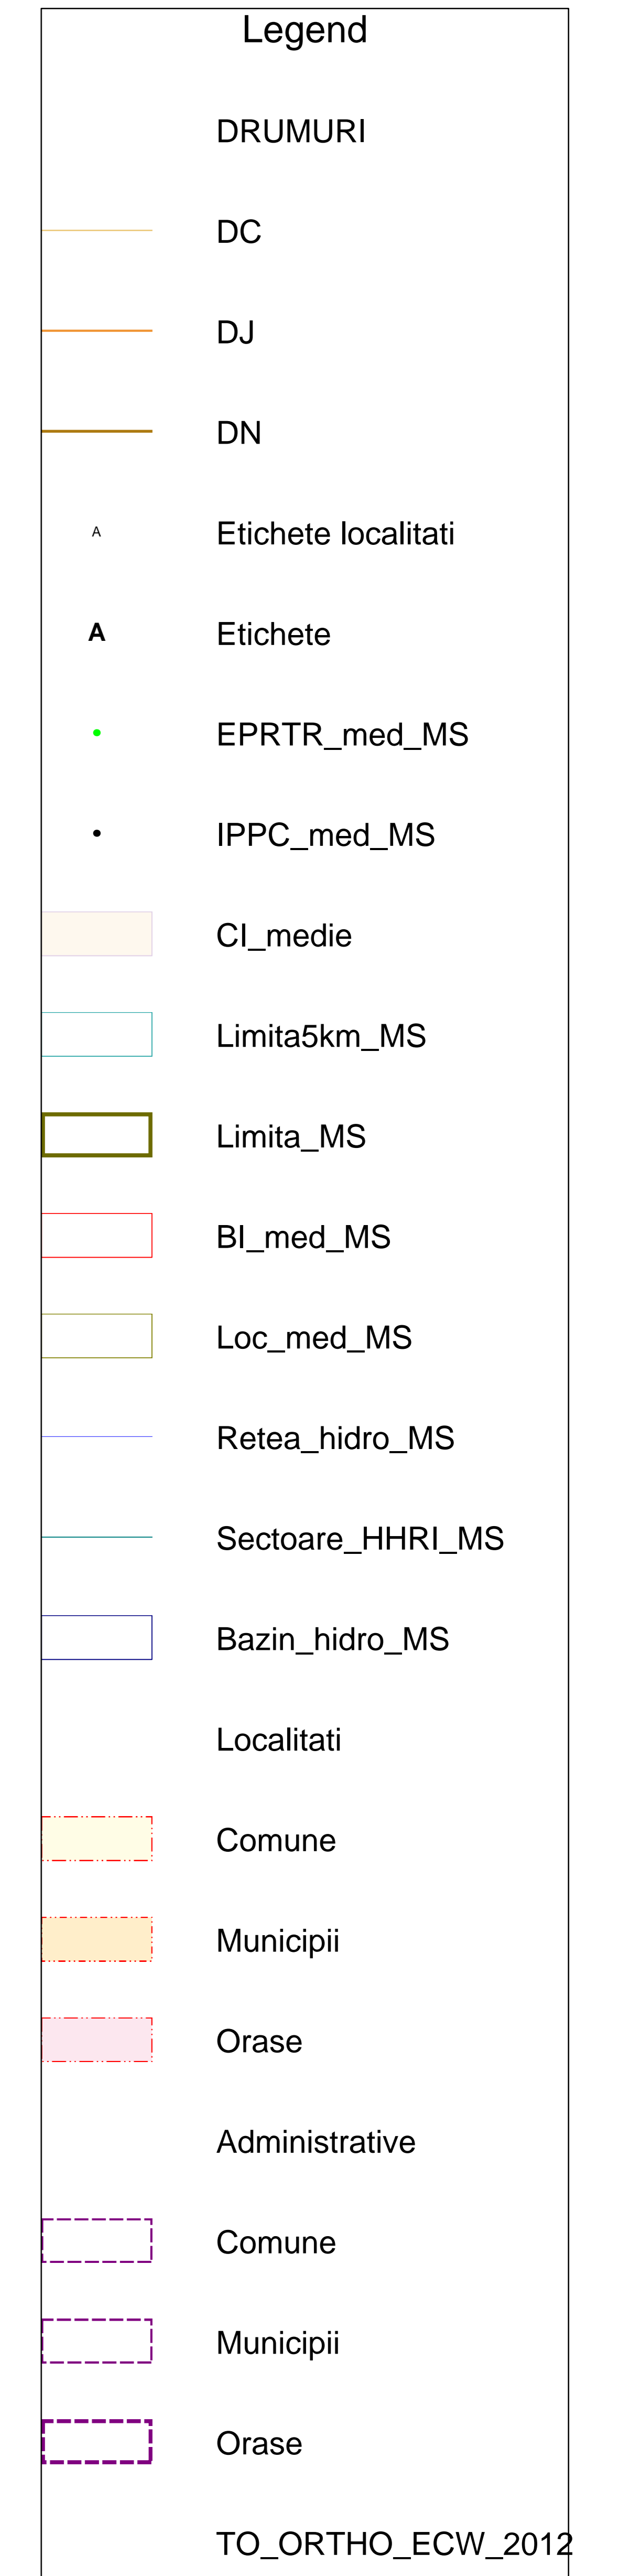 Legend
DRUMURI
DC
DJ
DN
A Etichete localitati
A Etichete
EPRTR_med_MS
IPPC_med_MS
CI_medie
Limita5km_MS
Limita_MS
BI_med_MS
Loc_med_MS
Retea_hidro_MS
Sectoare_HHRI_MS
Bazin_hidro_MS
Localitati
Comune
Municipii
Orase
Administrative
Comune
Municipii
Orase
TO_ORTHO_ECW_2012